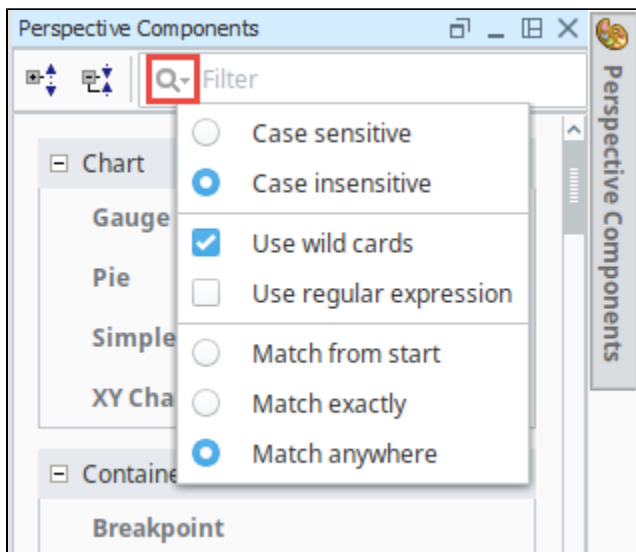 Perspective Components
Filter
Case sensitive
Chart
Case insensitive
Gauge
Use wild cards
Pie
Use regular expression
Simple
Match from start
XY Cha
Match exactly
Match anywhere
Containe
Breakpoint
Perspective Components